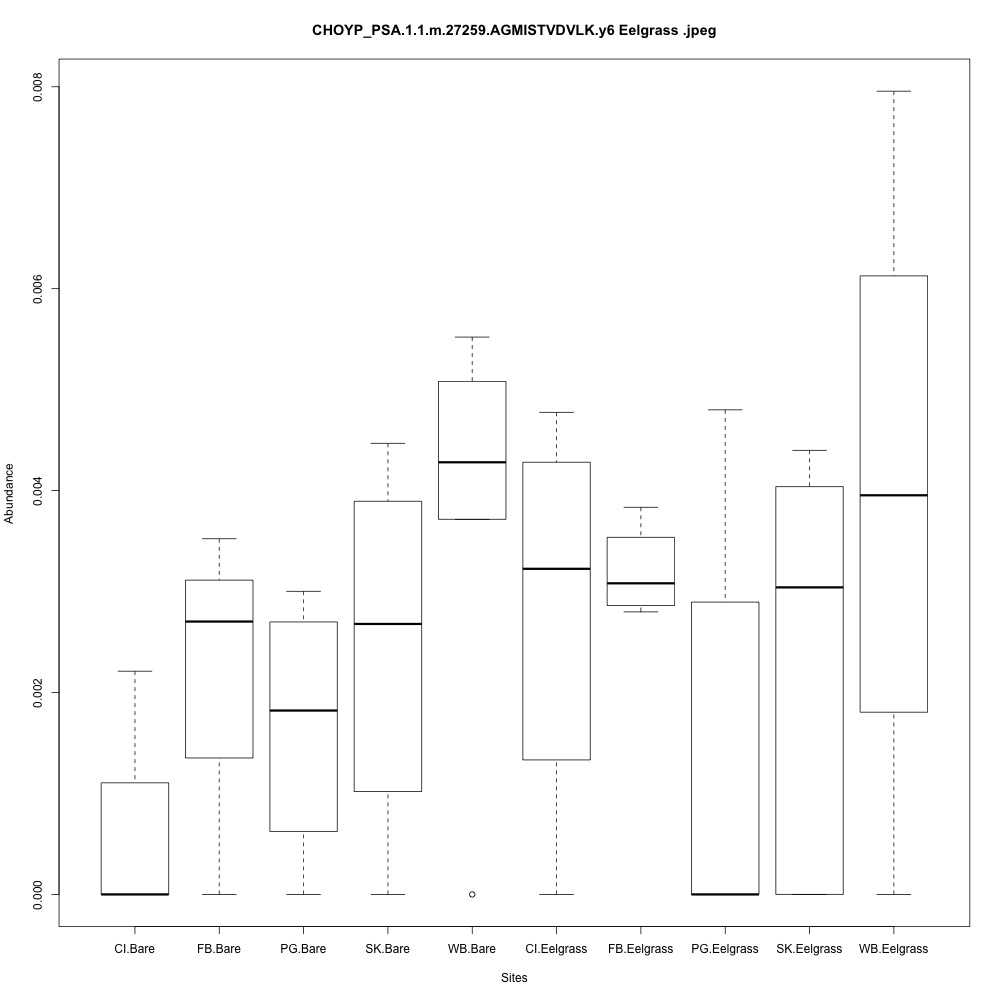 CHOYP_PSA.1.1.m.27259.AGMISTVDVLK.y6 Eelgrass .jpeg
0.008
0.006
0.004
0.002
0.000
Abundance
CI.Bare FB.Bare PG.Bare SK.Bare WB.Bare CI.Eelgrass FB.Eelgrass PG.Eelgrass SK.Eelgrass WB.Eelgrass
Sites